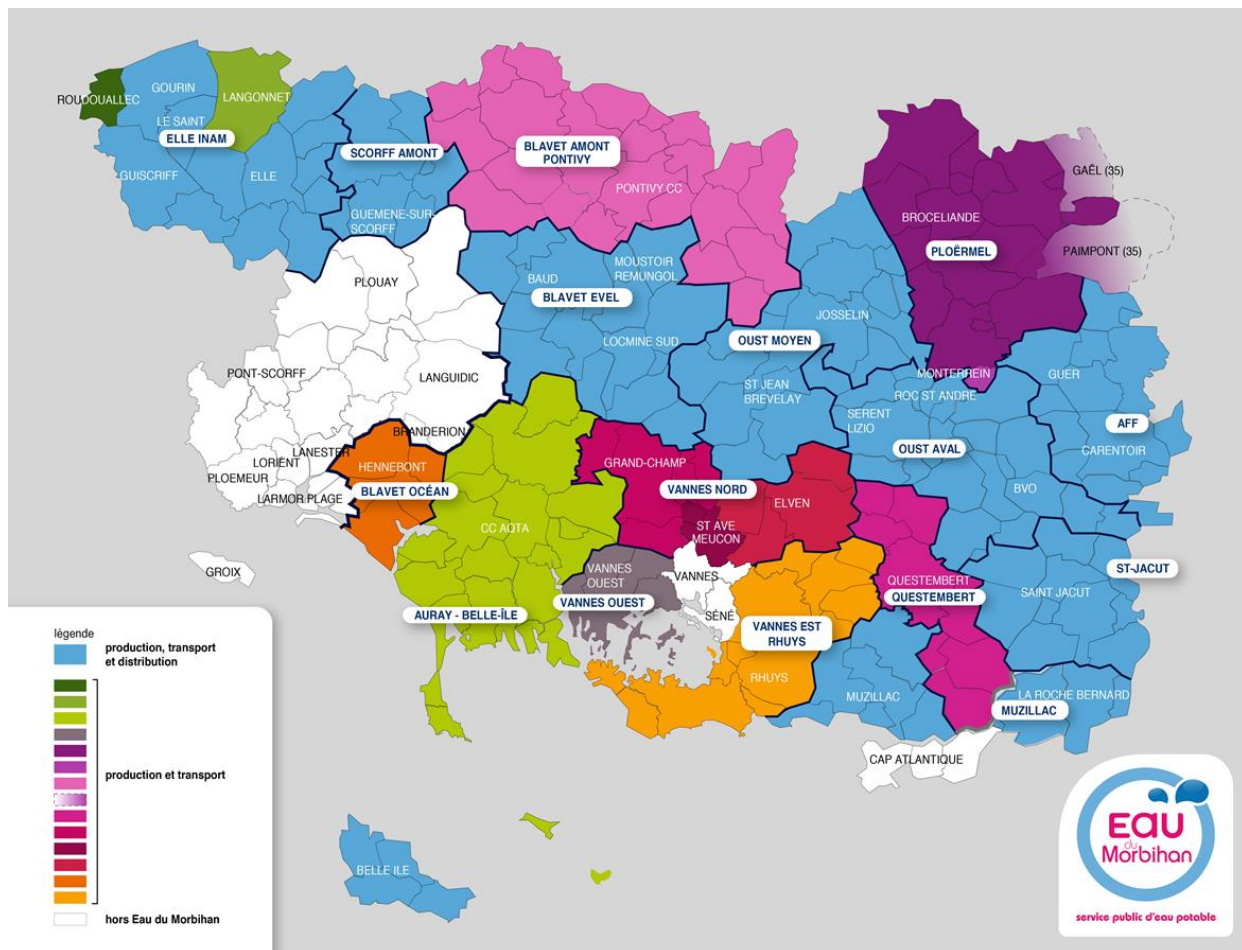 ROUDOUALLEC
GOURIN
LANGONNET
LE SAINT
ELLE INAM
GUISCRIFF
ELLE
SCORFF AMONT
GUEMENE-SUR-
SCORFF
BLAVET AMONT
PONTIVY
PONTIVY CC
GAËL (35)
BROCELIANDE
PLOËRMEL
PAIMPONT (35)
PLOUAY
BAUD
MOUSTOIR
REMUNGOL
BLAVET EVEL
LOCMINE SUD
JOSSELIN
OUST MOYEN
PONT-SCORFF
LANGUIDIC
ST JEAN
BREVELAY
MONTERREIN
GUER
ROC ST ANDRE
SERENT
LIZIO
AFF
OUST AVAL
CARENTOIR
BRANDERION
LANESTER
LORIENT
PLOEMEUR
LARMOR PLAGE
HENNEBONT
BLAVET OCÉAN
GRAND-CHAMP
VANNES NORD
ELVEN
BVO
ST AVE
MEUCON
CC AQTA
GROIX
VANNES
OUEST
VANNES
VANNES OUEST
SÉNÉ
AURAY - BELLE-ÎLE
VANNES EST
RHUYS
RHUYS
QUESTEMBERT
QUESTEMBERT
ST-JACUT
SAINT JACUT
MUZILLAC
LA ROCHE BERNARD
MUZILLAC
CAP ATLANTIQUE
BELLE ILE
légende
production, transport
et distribution
production et transport
hors Eau du Morbihan
EAU
du
Morbihan
service public d'eau potable